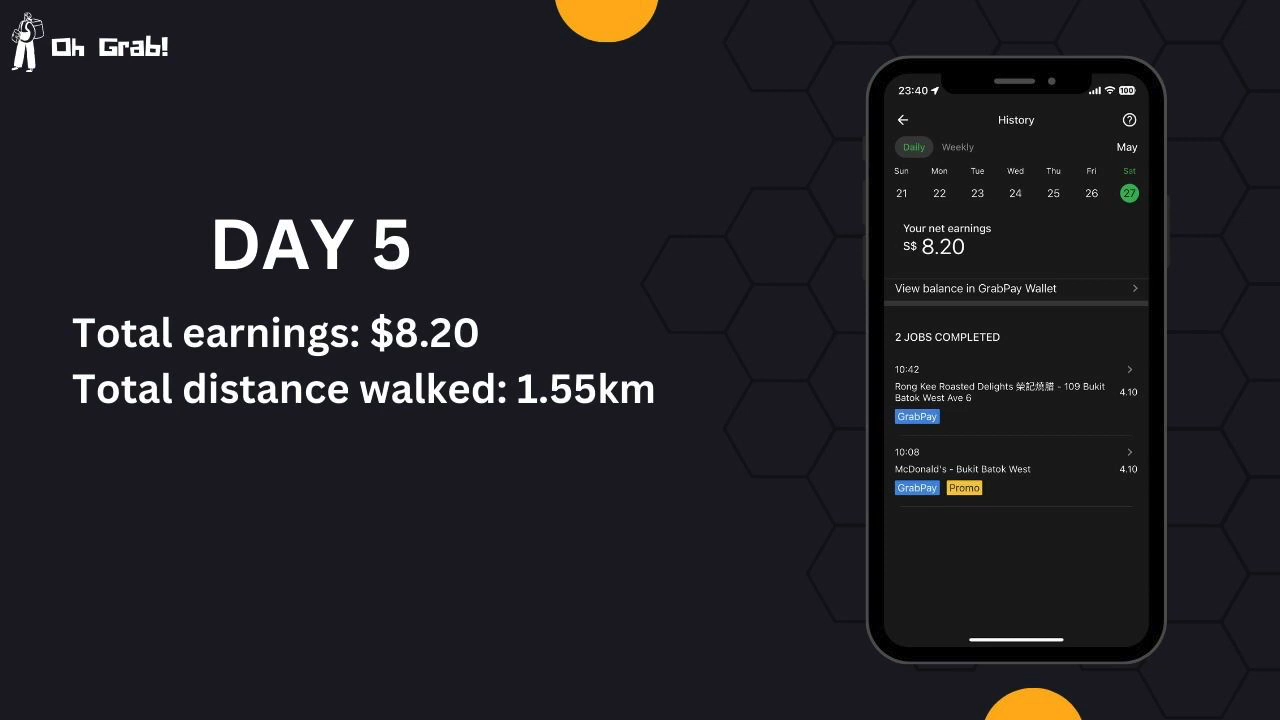 Oh Grab!
DAY 5
Total earnings: $8.20
Total distance walked: 1.55km
23:40
100
History
Daily Weekly May
Sun Mon Tue Wed Thu Fri Sat
21 22 23 24 25 26 27
Your net earnings
S$ 8.20
View balance in GrabPay Wallet
2 JOBS COMPLETED
10:42
Rong Kee Roasted Delights 榮記燒腊 - 109 Bukit
Batok West Ave 6
4.10
GrabPay
10:08
McDonald's - Bukit Batok West 4.10
GrabPay Promo